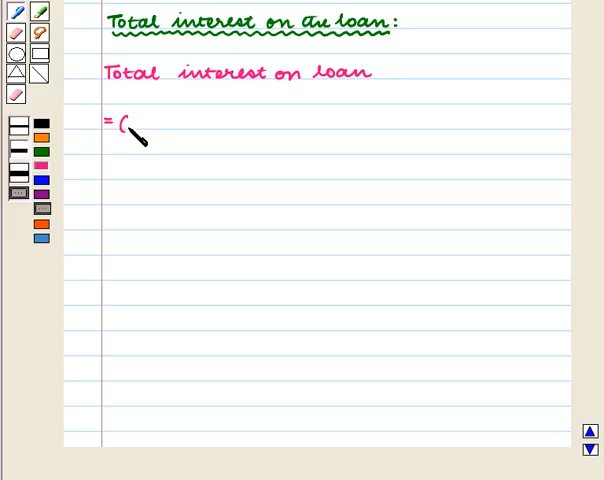 Total interest on the loan:
Total interest on loan
= (